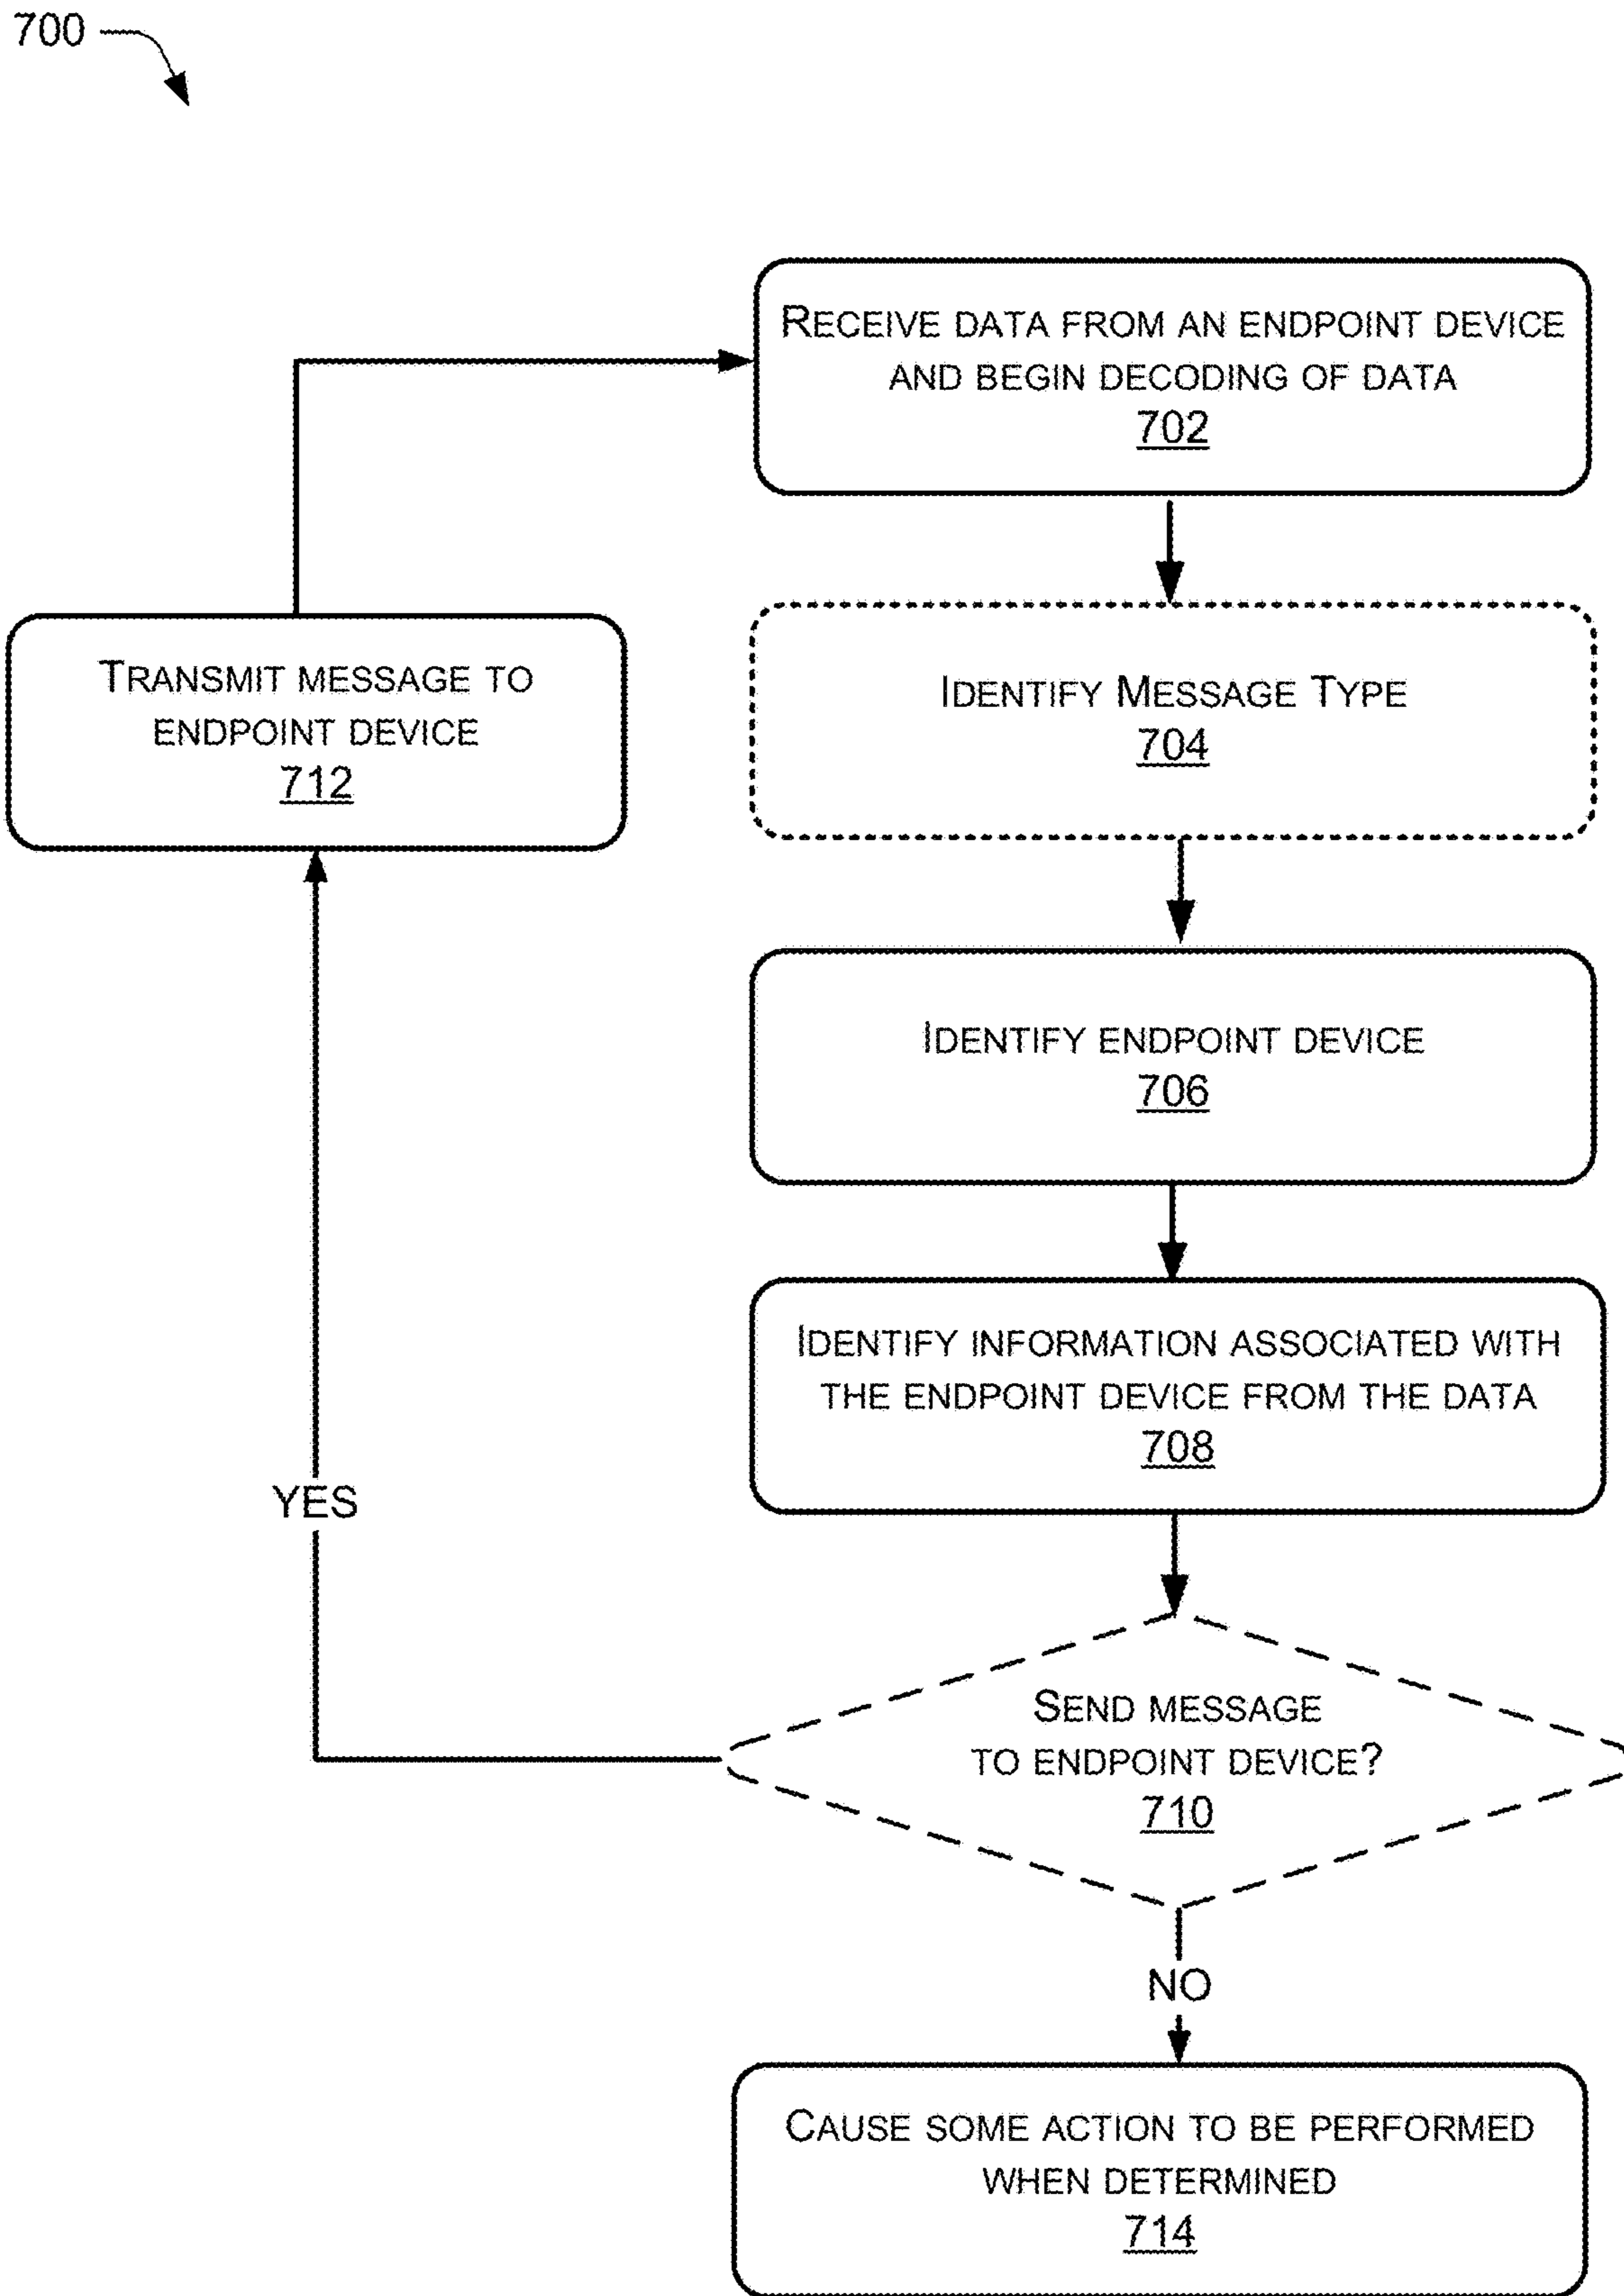 700
RECEIVE DATA FROM AN ENDPOINT DEVICE
AND BEGIN DECODING OF DATA
702
IDENTIFY MESSAGE TYPE
704
TRANSMIT MESSAGE TO
ENDPOINT DEVICE
712
IDENTIFY ENDPOINT DEVICE
706
IDENTIFY INFORMATION ASSOCIATED WITH
THE ENDPOINT DEVICE FROM THE DATA
708
YES
SEND MESSAGE
TO ENDPOINT DEVICE?
710
NO
CAUSE SOME ACTION TO BE PERFORMED
WHEN DETERMINED
714